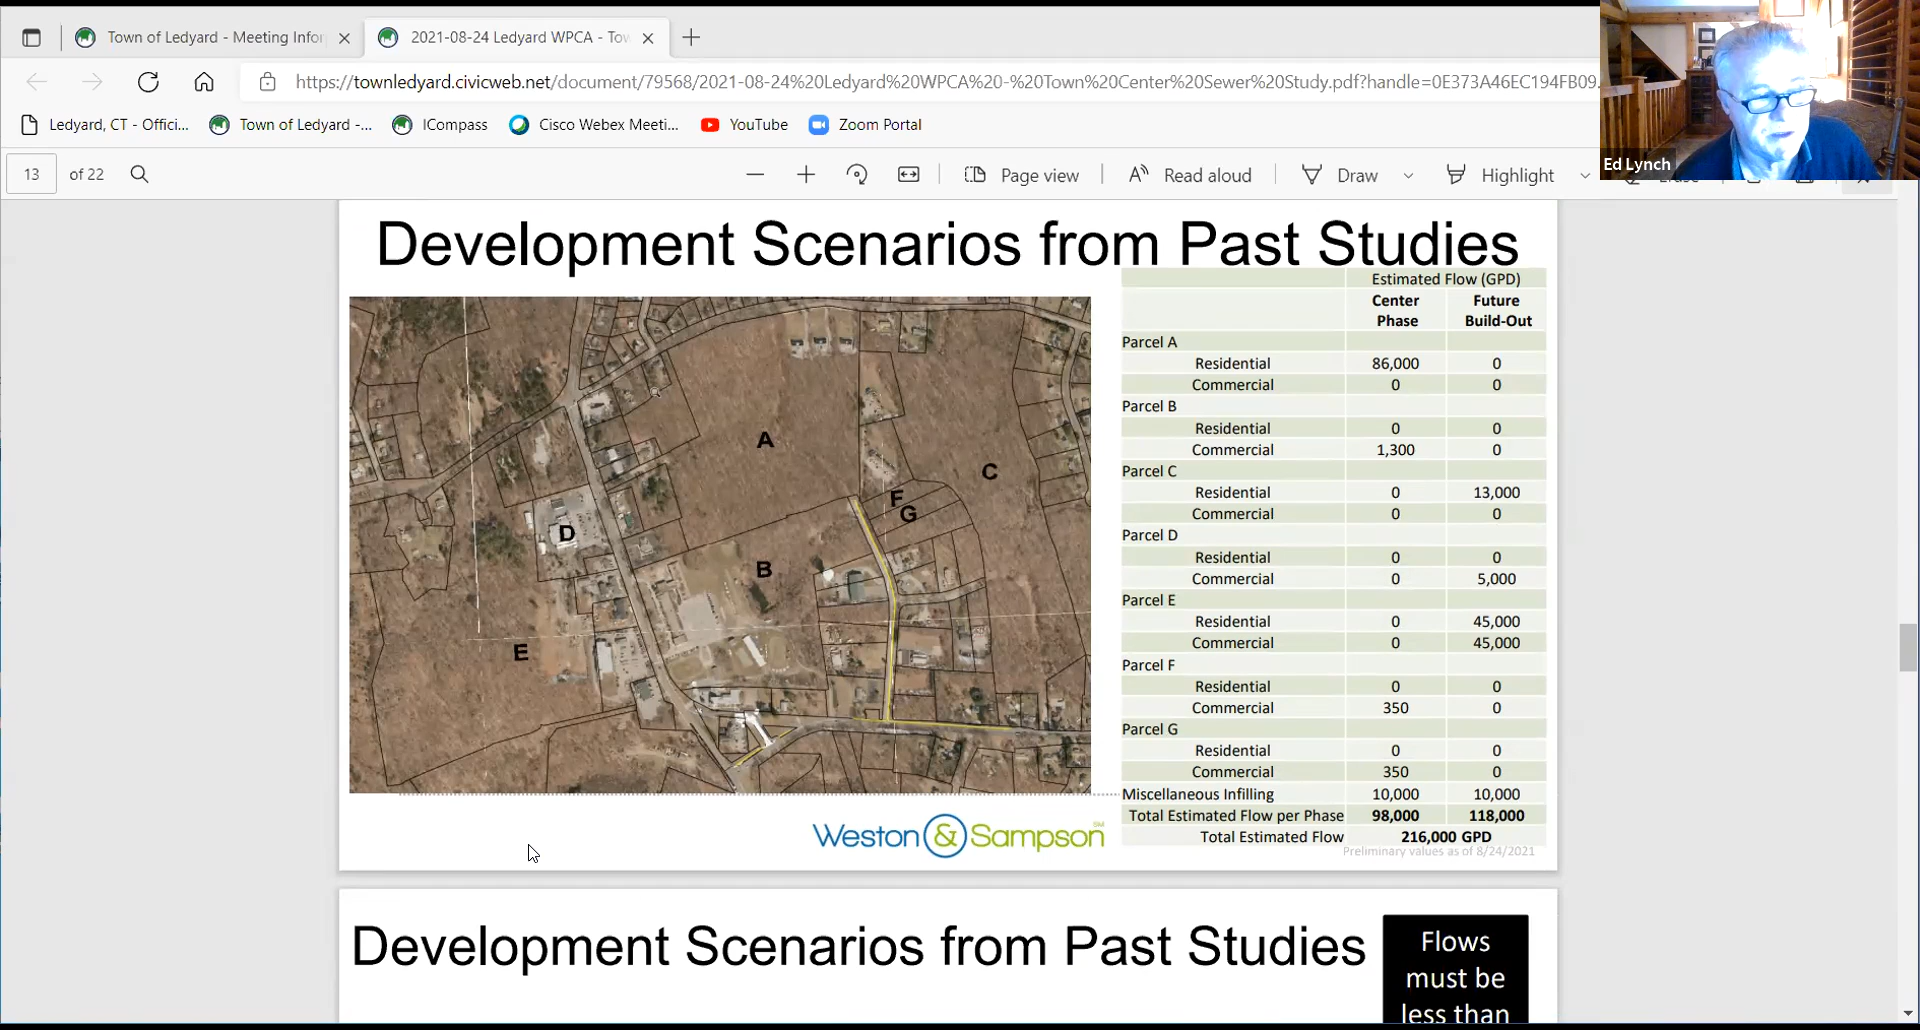 Town of Ledyard - Meeting Infor
2021-08-24 Ledyard WPCA - Tow
https://townledyard.civicweb.net/document/79568/2021-08-24%20Ledyard%20WPCA%20-%20Town%20Center%20Sewer%20Study.pdf?handle=0E373A46EC194FB09
Ledyard, CT - Offici...
Town of Ledyard -...
ICompass
Cisco Webex Meeti...
YouTube
Zoom Portal
Ed Lynch
13 of 22
Page view
Read aloud
Draw
Highlight
Erase
Development Scenarios from Past Studies
Estimated Flow (GPD)
Center Phase Future Build-Out
Parcel A
Residential 86,000 0
Commercial 0 0
Parcel B
Residential 0 0
Commercial 1,300 0
Parcel C
Residential 0 13,000
Commercial 0 0
Parcel D
Residential 0 0
Commercial 0 5,000
Parcel E
Residential 0 45,000
Commercial 0 45,000
Parcel F
Residential 0 0
Commercial 350 0
Parcel G
Residential 0 0
Commercial 350 0
Miscellaneous Infilling 10,000 10,000
Total Estimated Flow per Phase 98,000 118,000
Total Estimated Flow 216,000 GPD
Preliminary values as of 8/24/2021
A
C
F
G
D
B
E
Weston & Sampson SM
Development Scenarios from Past Studies
Flows
must be
less than